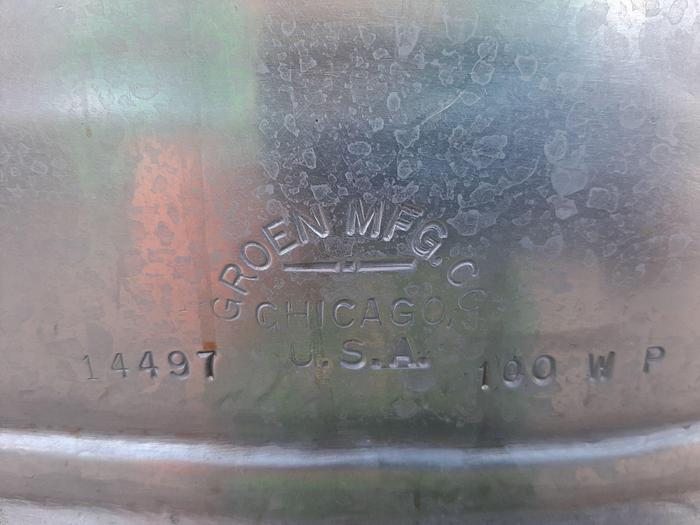 GROEN MFG. CO
CHICAGO,
U.S.A.
14497
100 W P